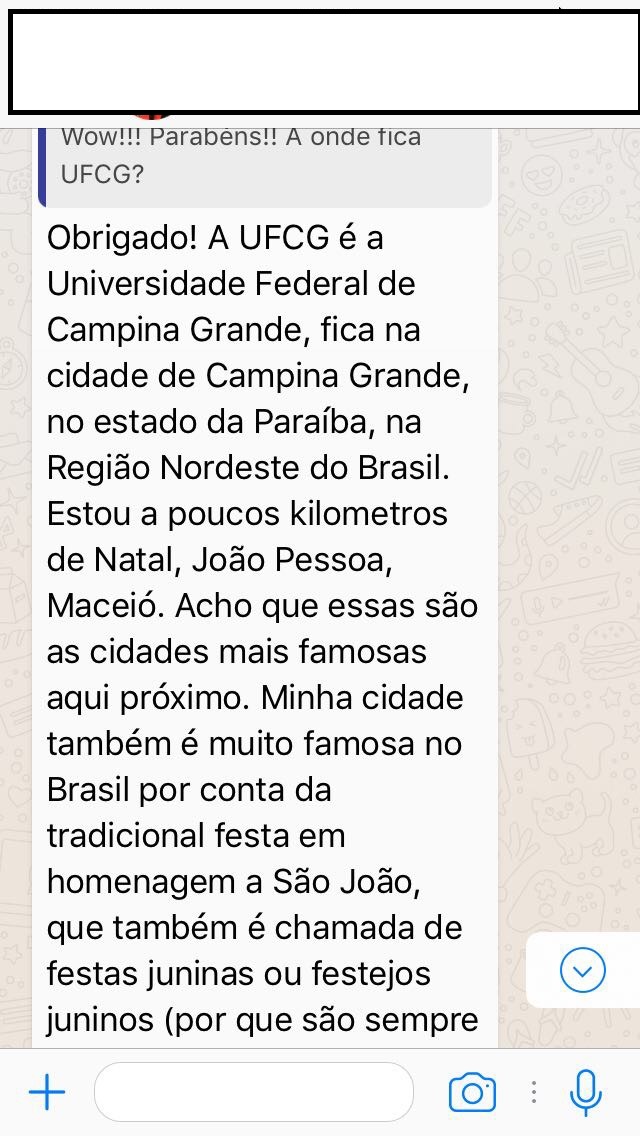 Wow!!! Parabéns!! A onde fica
UFCG?
Obrigado! A UFCG é a
Universidade Federal de
Campina Grande, fica na
cidade de Campina Grande,
no estado da Paraíba, na
Região Nordeste do Brasil.
Estou a poucos kilometros
de Natal, João Pessoa,
Maceió. Acho que essas são
as cidades mais famosas
aqui próximo. Minha cidade
também é muito famosa no
Brasil por conta da
tradicional festa em
homenagem a São João,
que também é chamada de
festas juninas ou festejos
juninos (por que são sempre